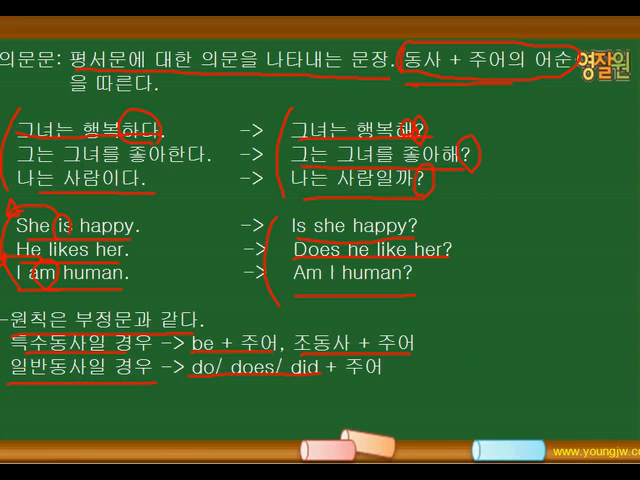 의문문: 평서문에 대한 의문을 나타내는 문장. 동사 + 주어의 어순
을 따른다.
영잘원
그녀는 행복하다. -> 그녀는 행복해?
그는 그녀를 좋아한다. -> 그는 그녀를 좋아해?
나는 사람이다. -> 나는 사람일까?
She is happy. -> Is she happy?
He likes her. -> Does he like her?
I am human. -> Am I human?
-원칙은 부정문과 같다.
특수동사일 경우 -> be + 주어, 조동사 + 주어
일반동사일 경우 -> do/ does/ did + 주어
www.youngjw.c